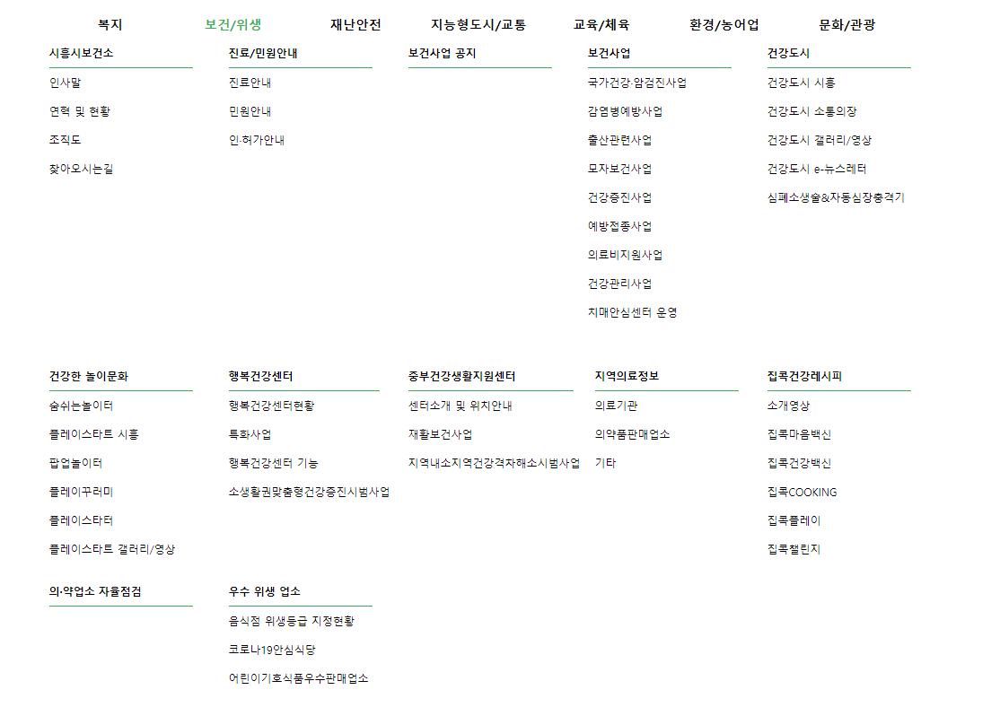 복지
보건/위생
재난안전
지능형도시/교통
교육/체육
환경/농어업
문화/관광
시흥시보건소
인사말
연혁 및 현황
조직도
찾아오시는길
진료/민원안내
진료안내
민원안내
인·허가안내
보건사업 공지
보건사업
국가건강·암검진사업
감염병예방사업
출산관련사업
모자보건사업
건강증진사업
예방접종사업
의료비지원사업
건강관리사업
치매안심센터 운영
건강도시
건강도시 시흥
건강도시 소통의장
건강도시 갤러리/영상
건강도시 e-뉴스레터
심폐소생술&자동심장충격기
건강한 놀이문화
숨쉬는놀이터
플레이스타트 시흥
팝업놀이터
플레이꾸러미
플레이스타터
플레이스타트 갤러리/영상
행복건강센터
행복건강센터현황
특화사업
행복건강센터 기능
소생활권맞춤형건강증진시범사업
중부건강생활지원센터
센터소개 및 위치안내
재활보건사업
지역내소지역건강격차해소시범사업
지역의료정보
의료기관
의약품판매업소
기타
집콕건강레시피
소개영상
집콕마음백신
집콕건강백신
집콕COOKING
집콕플레이
집콕챌린지
의·약업소 자율점검
우수 위생 업소
음식점 위생등급 지정현황
코로나19안심식당
어린이기호식품우수판매업소